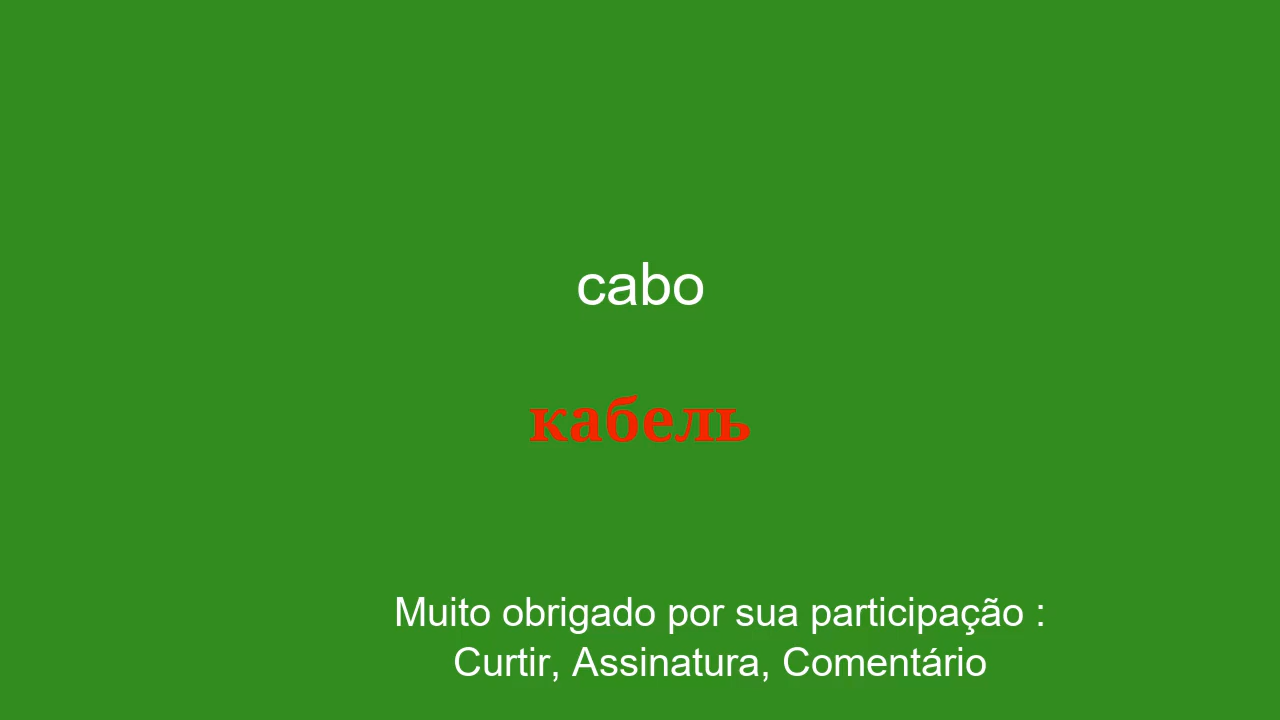 cabo
кабель
Muito obrigado por sua participação :
Curtir, Assinatura, Comentário